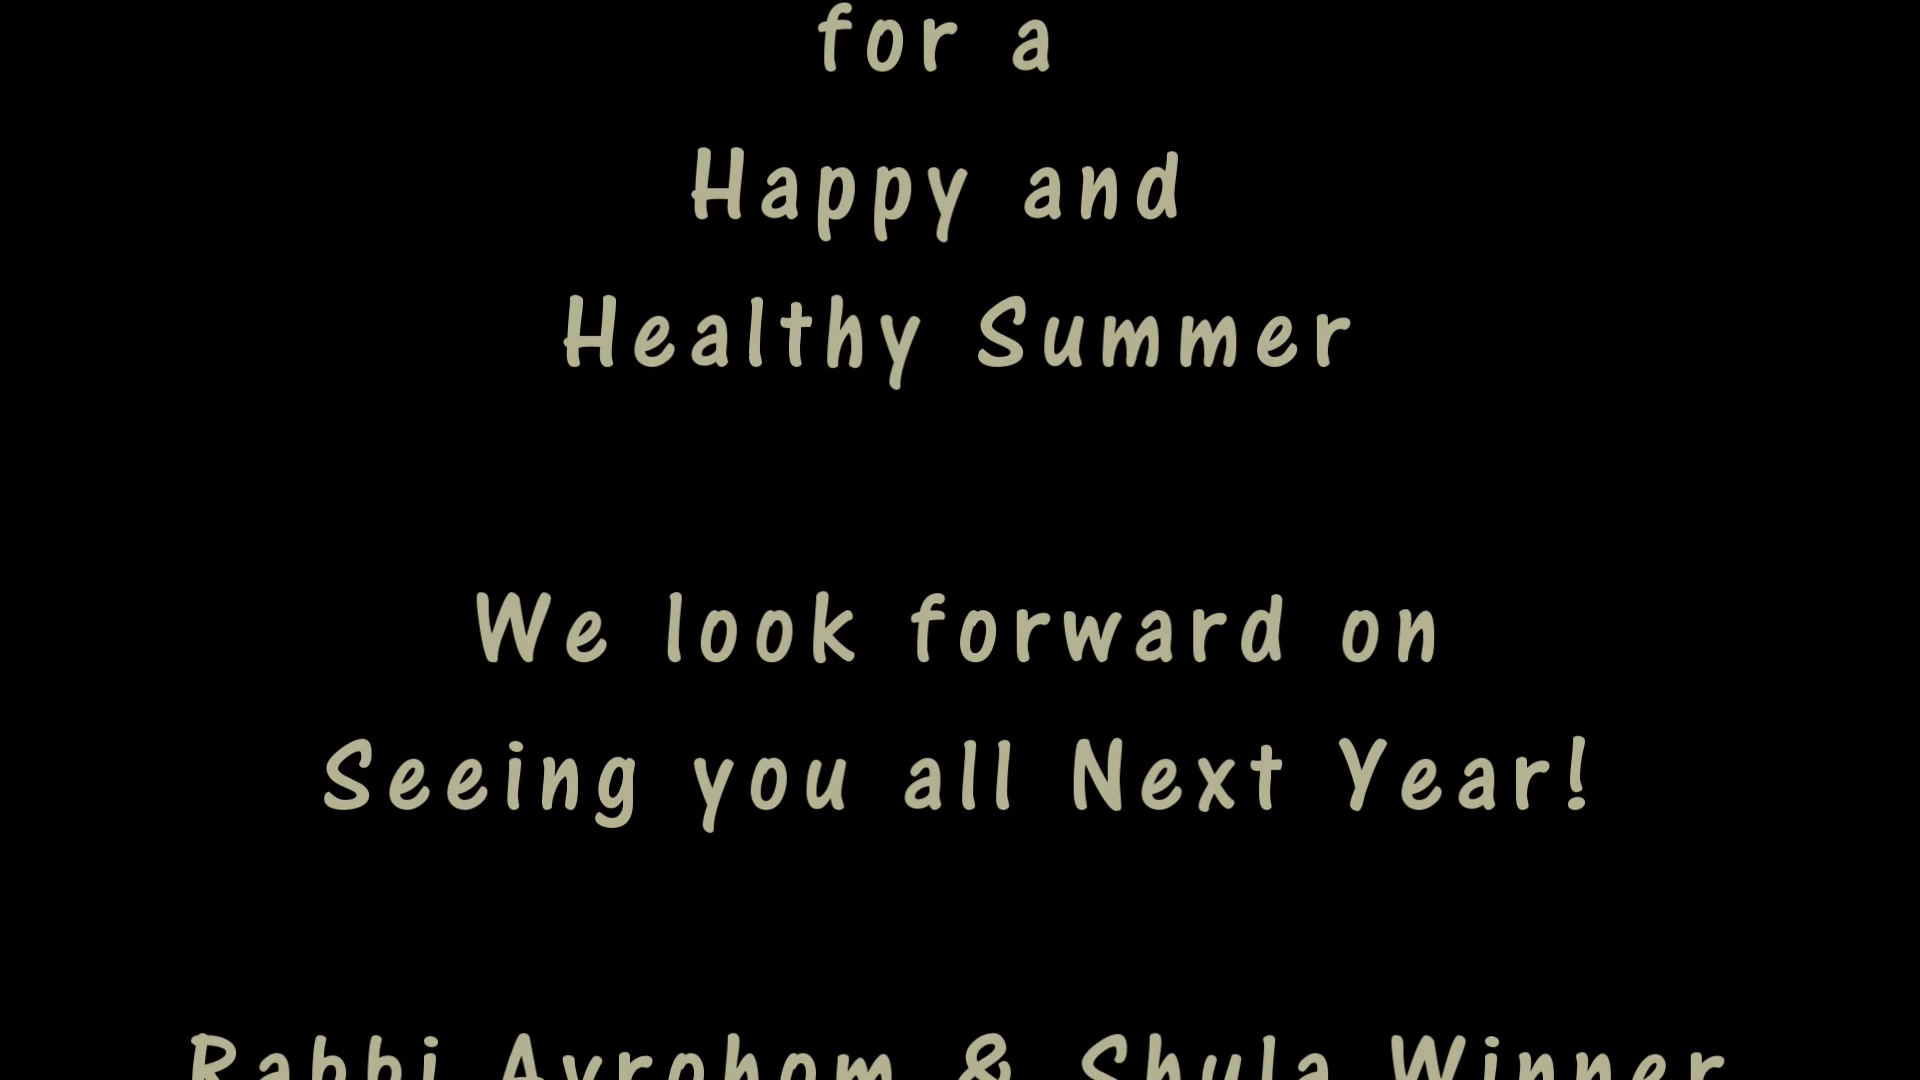 for a
Happy and
Healthy Summer
We look forward on
Seeing you all Next Year!
Rabbi Avrohom & Shula Winner